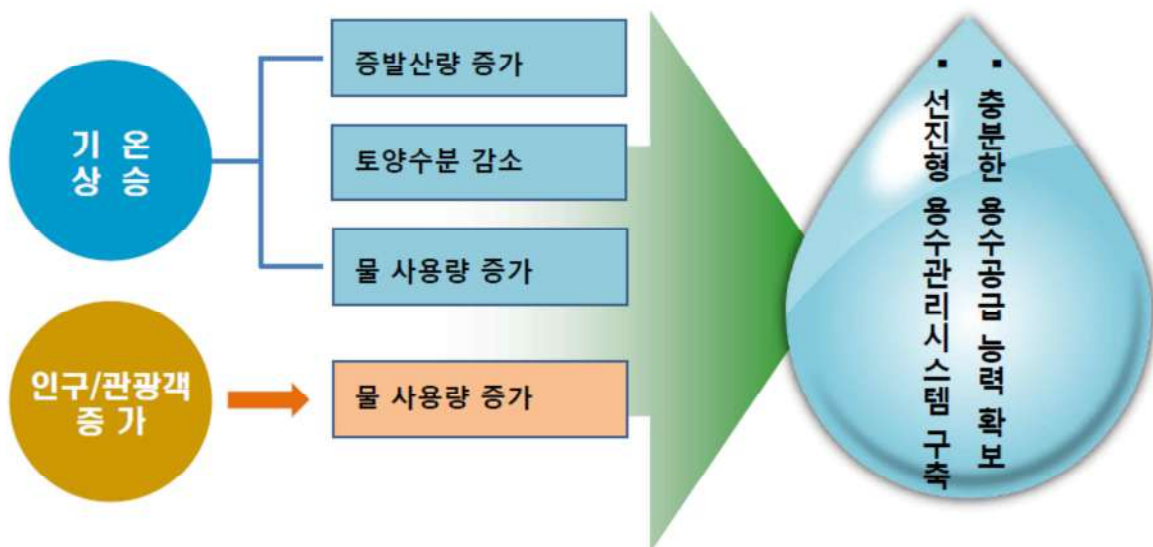 기 온
상 승
증발산량 증가
토양수분 감소
물 사용량 증가
인구/관광객
증 가
물 사용량 증가
▪ 충분한 용수공급 능력 확보
▪ 선진형 용수관리시스템 구축